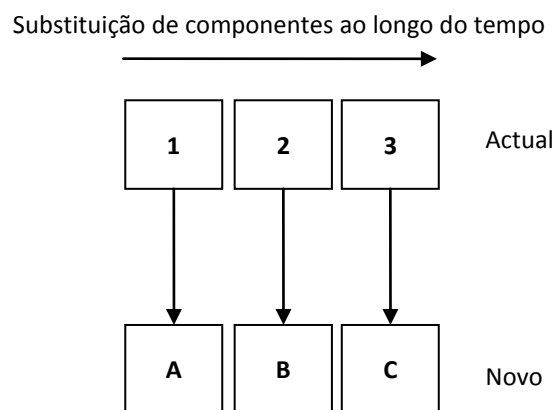 Substituição de componentes ao longo do tempo
1 2 3 Actual
A B C Novo